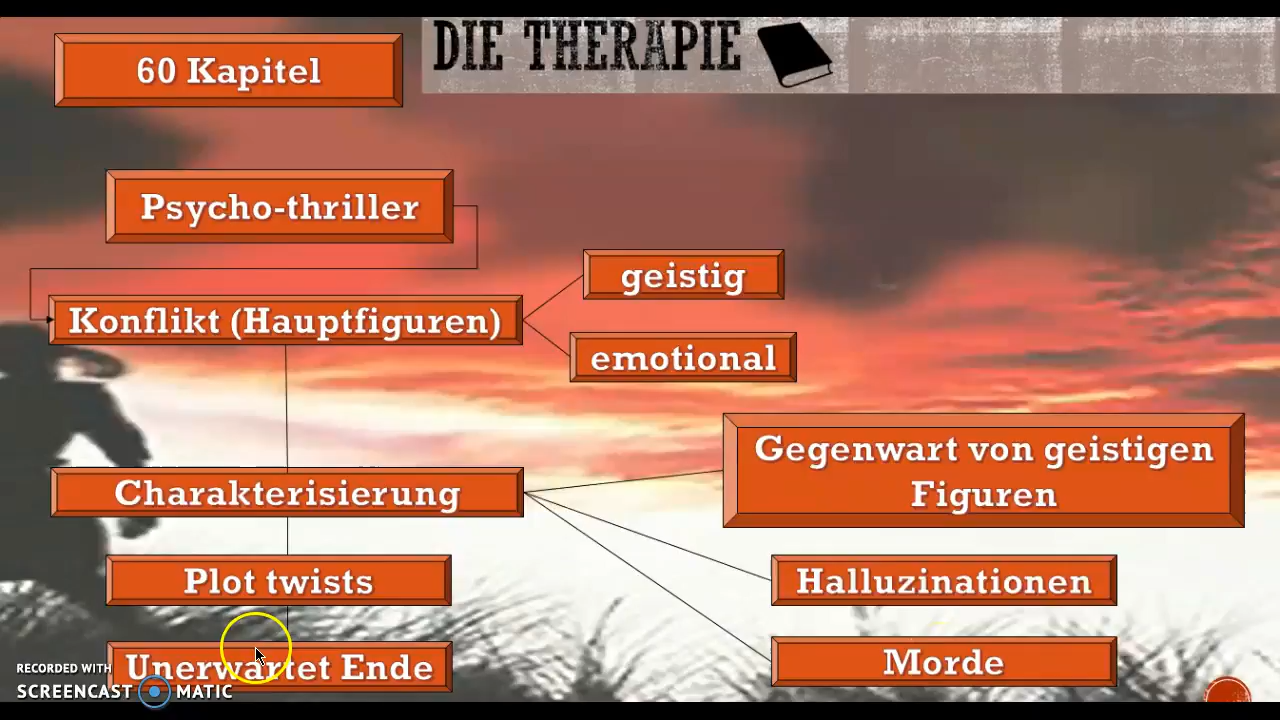 DIE THERAPIE
60 Kapitel
Psycho-thriller
Konflikt (Hauptfiguren)
geistig
emotional
Charakterisierung
Gegenwart von geistigen
Figuren
Halluzinationen
Morde
Plot twists
Unerwartet Ende
RECORDED WITH
SCREENCAST MATIC